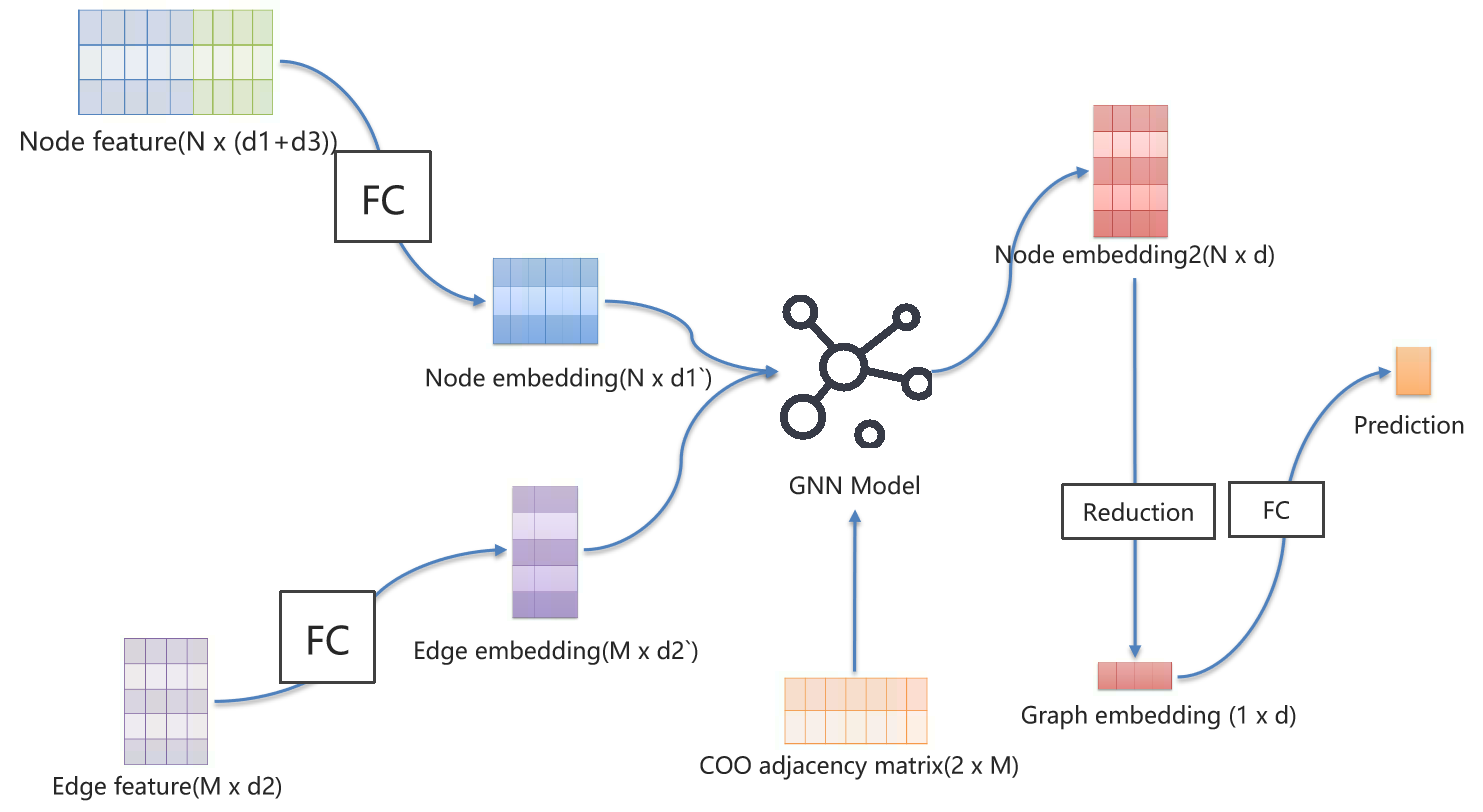 Node feature(N x (d1+d3))
FC
Node embedding(N x d1`)
FC
Edge embedding(M x d2`)
Edge feature(M x d2)
GNN Model
COO adjacency matrix(2 x M)
Node embedding2(N x d)
Reduction
Graph embedding (1 x d)
FC
Prediction